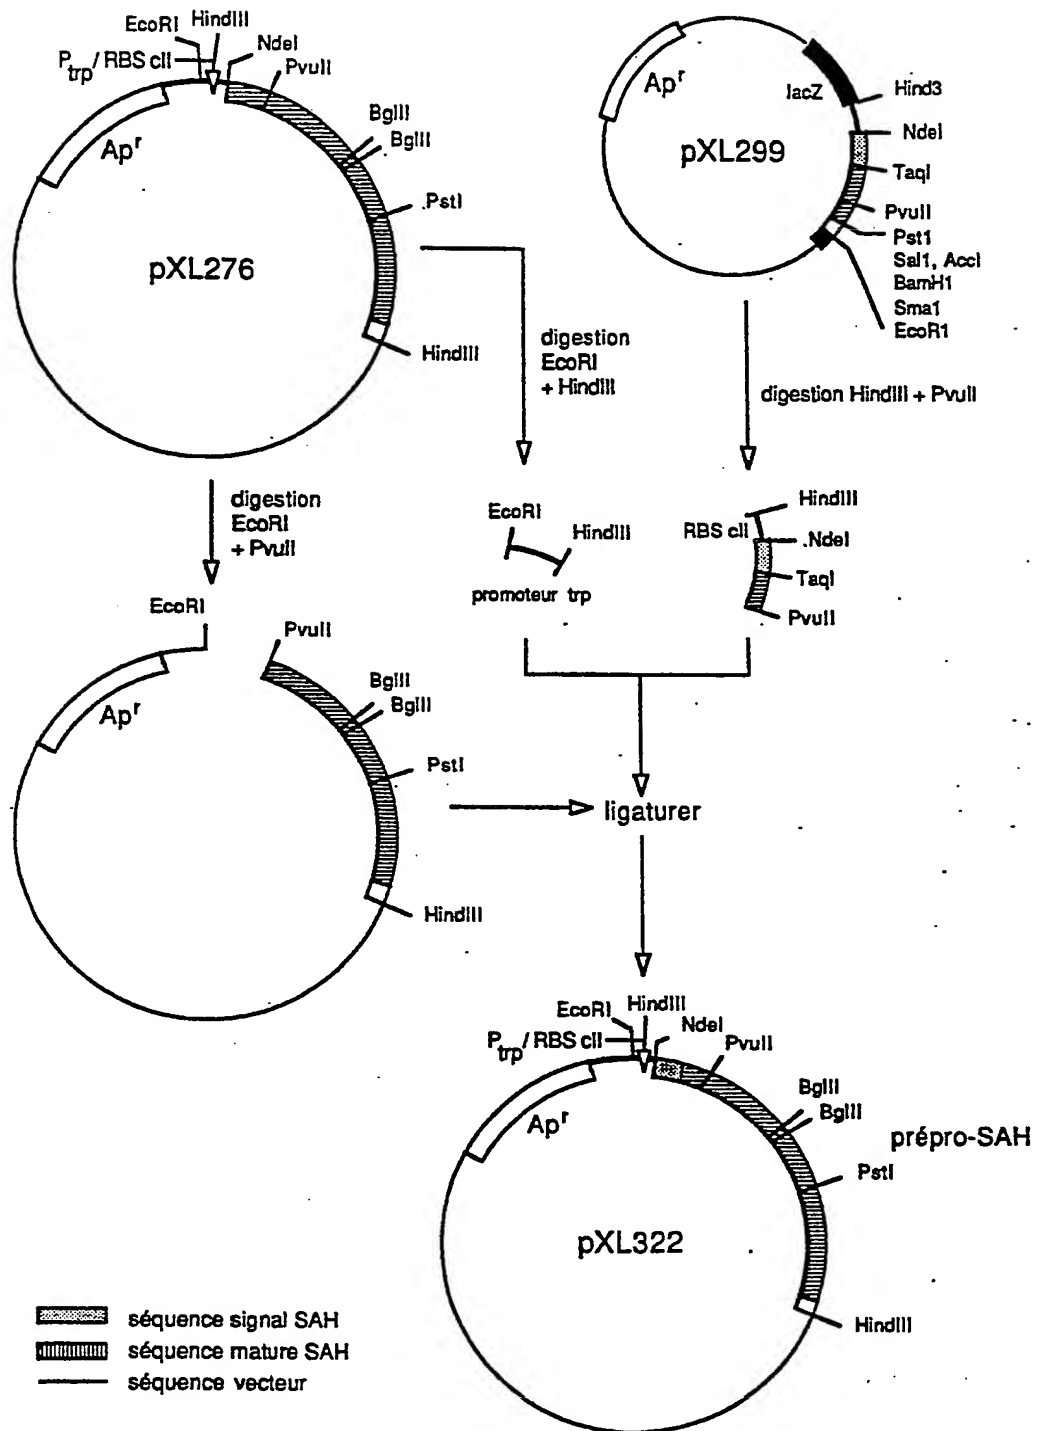 EcoRI
HindIII
Ptrp / RBS cII
NdeI
PvuII
BglII
BglII
.PstI
Apr
pXL276
HindIII
Apr
lacZ
Hind3
NdeI
pXL299
TaqI
PvuII
Pst1
Sal1, AccI
BamH1
Sma1
EcoR1
digestion
EcoRI
+ HindIII
digestion HindIII + PvuII
digestion
EcoRI
+ PvuII
EcoRI
HindIII
promoteur trp
HindIII
RBS cII
.NdeI
TaqI
PvuII
EcoRI
PvuII
BglII
BglII
Apr
PstI
HindIII
ligaturer
EcoRI
HindIII
Ptrp / RBS cII
NdeI
PvuII
BglII
BglII
Apr
prépro-SAH
PstI
pXL322
HindIII
séquence signal SAH
séquence mature SAH
séquence vecteur